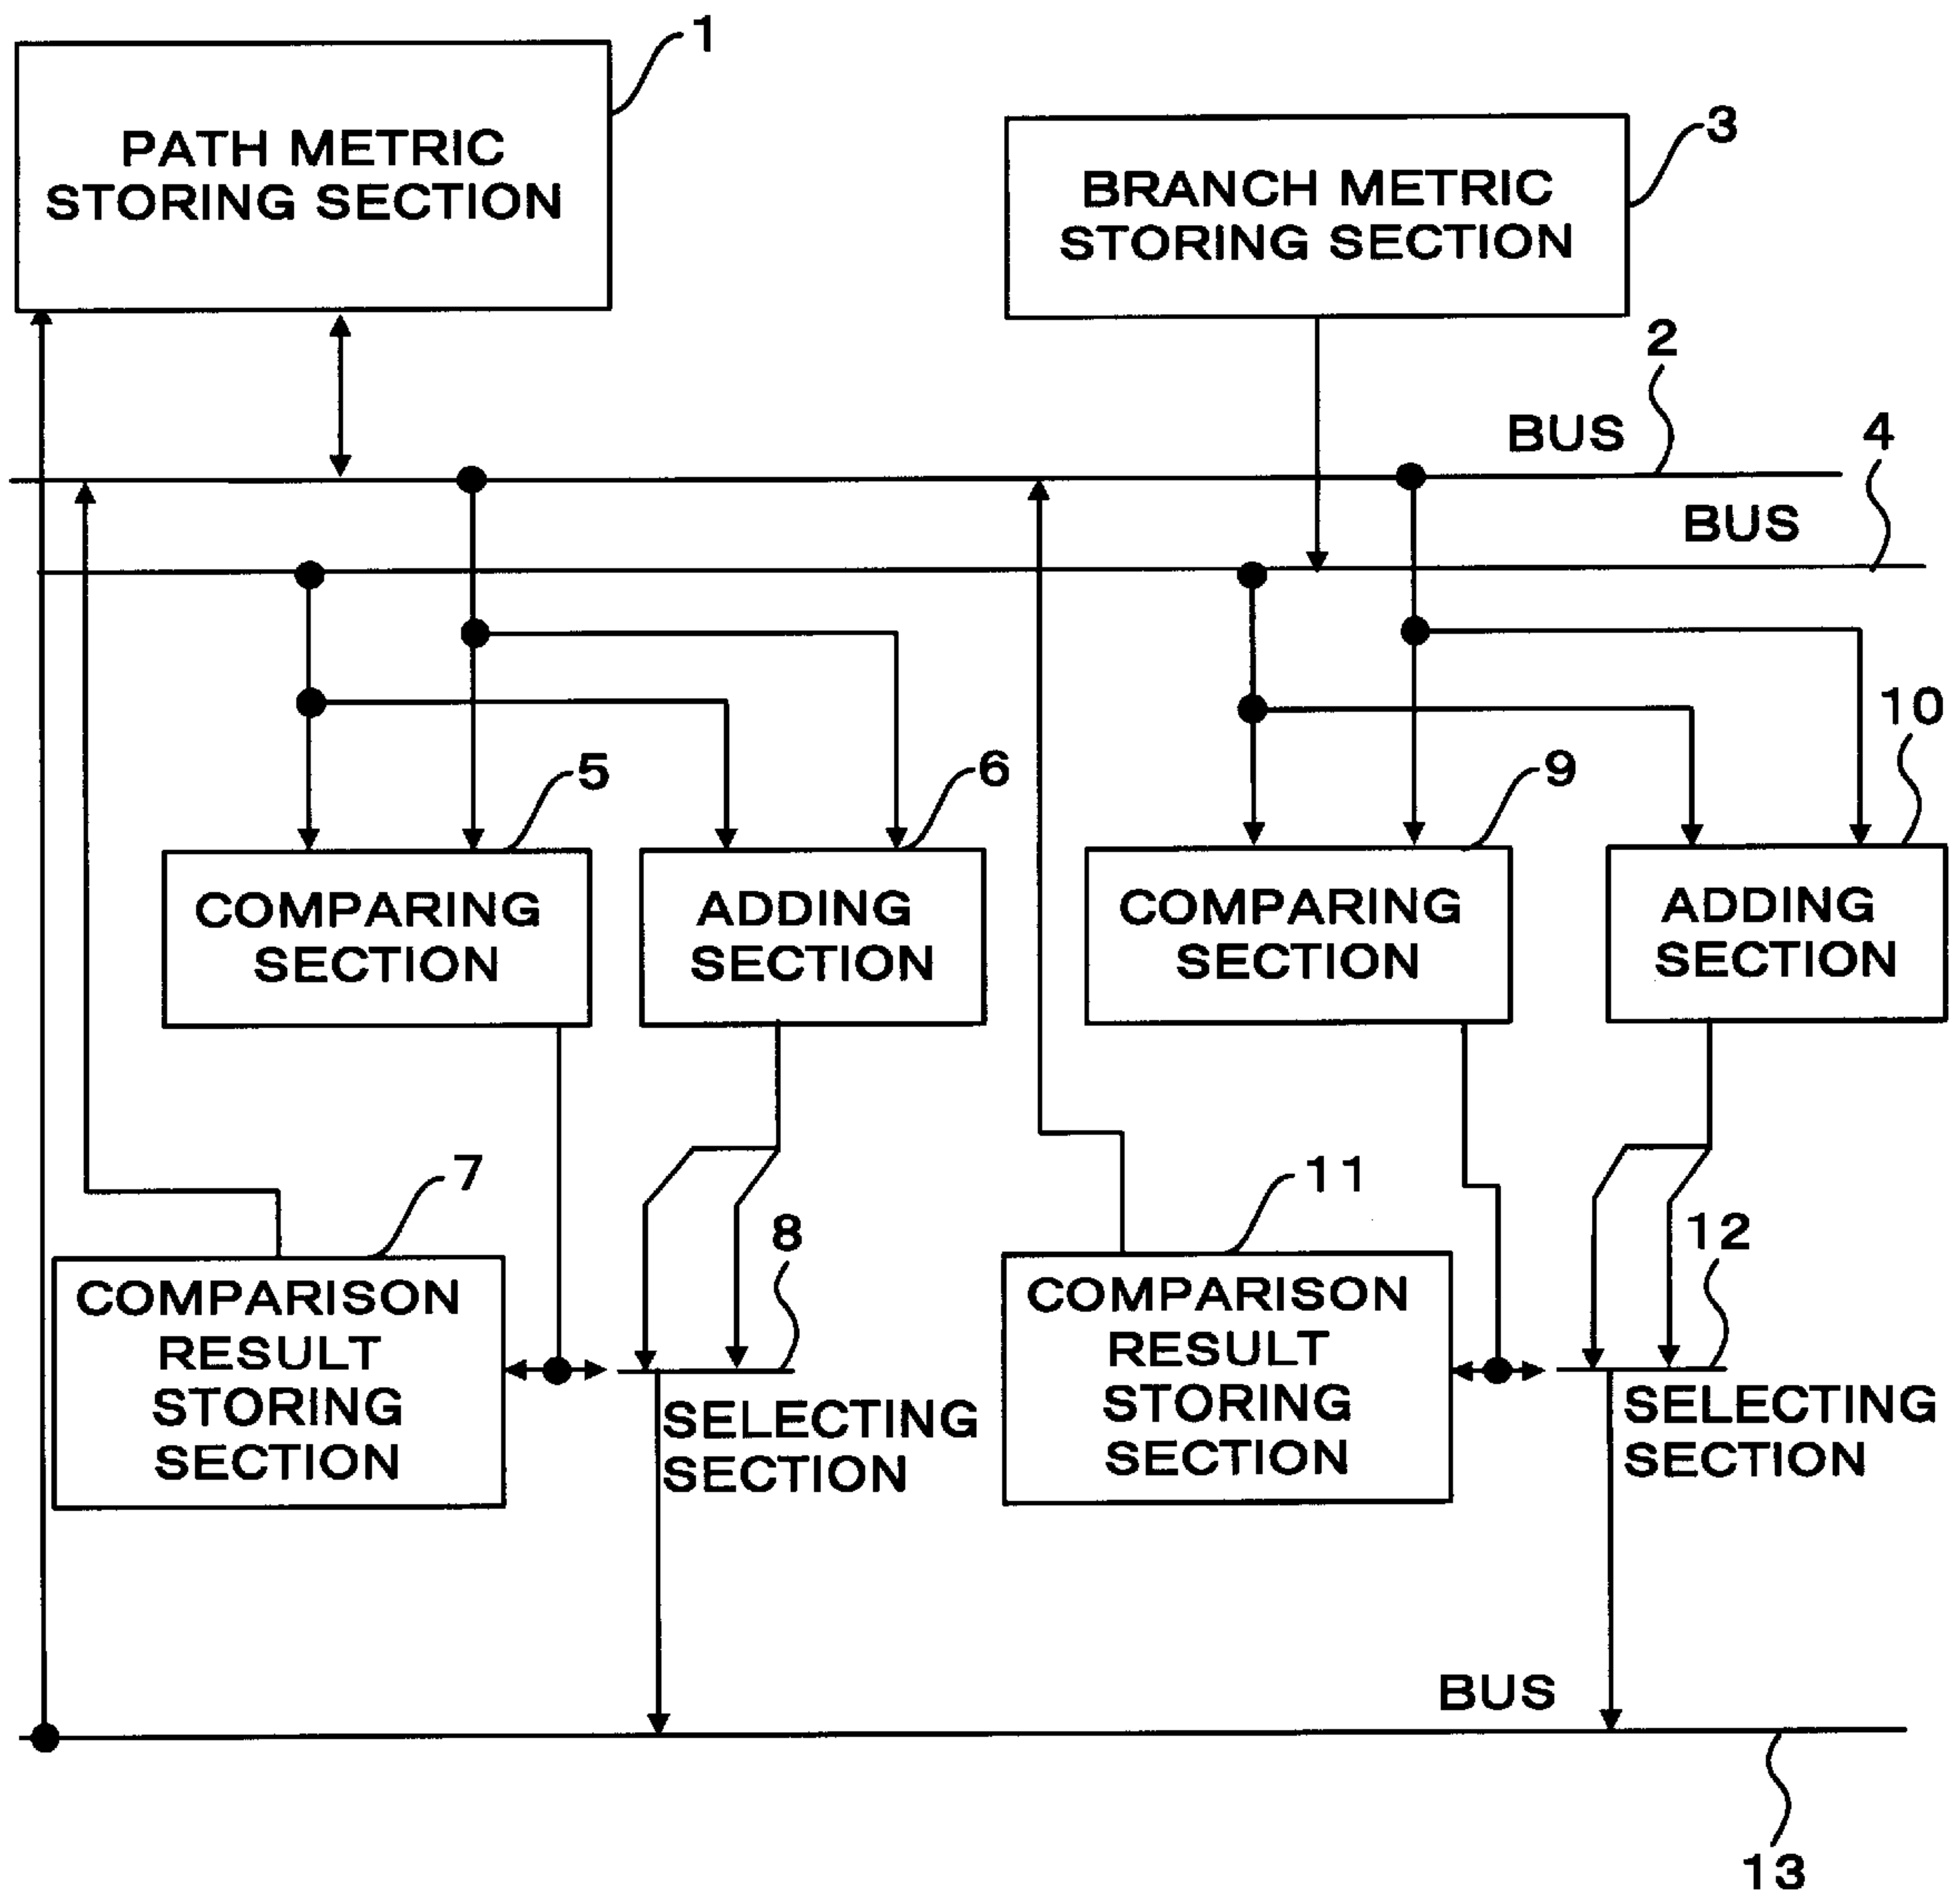 1
PATH METRIC
STORING SECTION
3
BRANCH METRIC
STORING SECTION
2
BUS
4
BUS
5
6
9
10
COMPARING
SECTION
ADDING
SECTION
COMPARING
SECTION
ADDING
SECTION
7
8
11
12
COMPARISON
RESULT
STORING
SECTION
SELECTING
SECTION
COMPARISON
RESULT
STORING
SECTION
SELECTING
SECTION
BUS
13